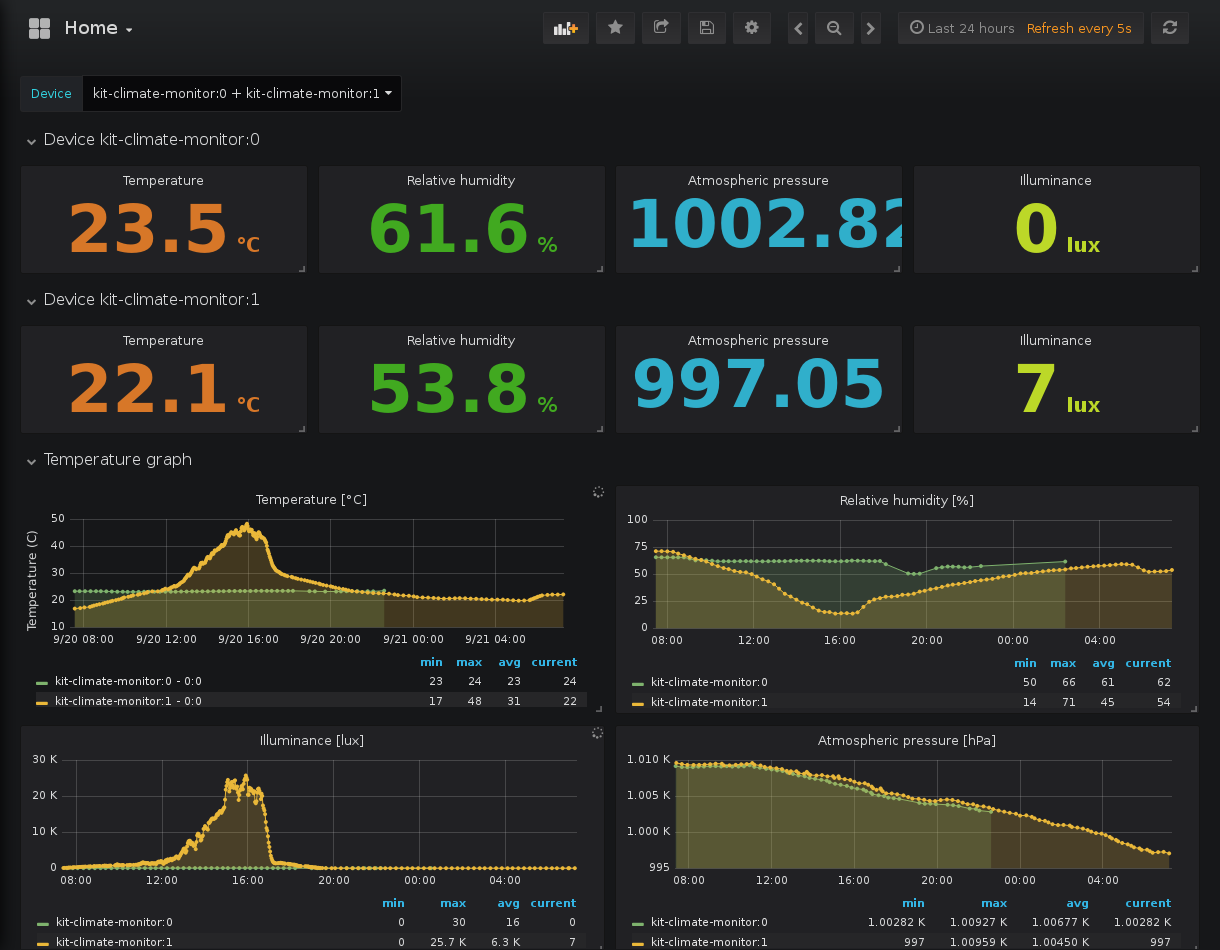 Home
Last 24 hours Refresh every 5s
Device kit-climate-monitor:0 + kit-climate-monitor:1
Device kit-climate-monitor:0
Temperature Relative humidity Atmospheric pressure Illuminance
23.5 °C 61.6 % 1002.82 0 lux
Device kit-climate-monitor:1
Temperature Relative humidity Atmospheric pressure Illuminance
22.1 °C 53.8 % 997.05 7 lux
Temperature graph
Temperature [°C]
Temperature (C)
50
40
30
20
10
9/20 08:00 9/20 12:00 9/20 16:00 9/20 20:00 9/21 00:00 9/21 04:00
min max avg current
kit-climate-monitor:0 - 0:0 23 24 23 24
kit-climate-monitor:1 - 0:0 17 48 31 22
Relative humidity [%]
100
75
50
25
0
08:00 12:00 16:00 20:00 00:00 04:00
min max avg current
kit-climate-monitor:0 50 66 61 62
kit-climate-monitor:1 14 71 45 54
Illuminance [lux]
30 K
20 K
10 K
0
08:00 12:00 16:00 20:00 00:00 04:00
min max avg current
kit-climate-monitor:0 0 30 16 0
kit-climate-monitor:1 0 25.7 K 6.3 K 7
Atmospheric pressure [hPa]
1.010 K
1.005 K
1.000 K
995
08:00 12:00 16:00 20:00 00:00 04:00
min max avg current
kit-climate-monitor:0 1.00282 K 1.00927 K 1.00677 K 1.00282 K
kit-climate-monitor:1 997 1.00959 K 1.00450 K 997